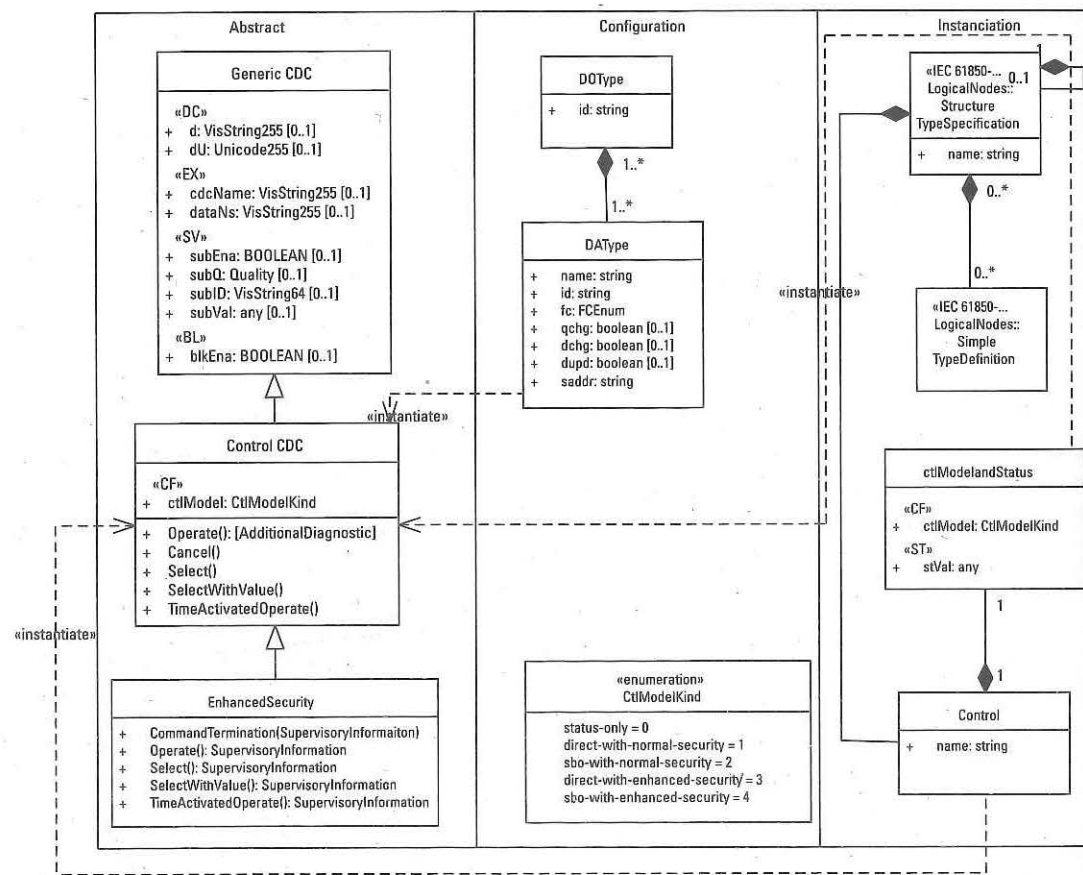 Abstract
Generic CDC
«DC»
+ d: VisString255 [0..1]
+ dU: Unicode255 [0..1]
«EX»
+ cdcName: VisString255 [0..1]
+ dataNs: VisString255 [0..1]
«SV»
+ subEna: BOOLEAN [0..1]
+ subQ: Quality [0..1]
+ subID: VisString64 [0..1]
+ subVal: any [0..1]
«BL»
+ blkEna: BOOLEAN [0..1]
«instantiate»
Control CDC
«CF»
+ ctlModel: CtlModelKind
+ Operate(): [AdditionalDiagnostic]
+ Cancel()
+ Select()
+ SelectWithValue()
+ TimeActivatedOperate()
«instantiate»
EnhancedSecurity
+ CommandTermination(SupervisoryInformaiton)
+ Operate(): SupervisoryInformation
+ Select(): SupervisoryInformation
+ SelectWithValue(): SupervisoryInformation
+ TimeActivatedOperate(): SupervisoryInformation
Configuration
DOType
+ id: string
1..*
1..*
DAType
+ name: string
+ id: string
+ fc: FCEnum
+ qchg: boolean [0..1]
+ dchg: boolean [0..1]
+ dupd: boolean [0..1]
+ saddr: string
«enumeration»
CtlModelKind
status-only = 0
direct-with-normal-security = 1
sbo-with-normal-security = 2
direct-with-enhanced-security = 3
sbo-with-enhanced-security = 4
Instanciation
«IEC 61850-...
LogicalNodes::
Structure
TypeSpecification
+ name: string
1
0..1
0..*
0..*
«instantiate»
«IEC 61850-...
LogicalNodes::
Simple
TypeDefinition
ctlModelandStatus
«CF»
+ ctlModel: CtlModelKind
«ST»
+ stVal: any
1
1
Control
+ name: string